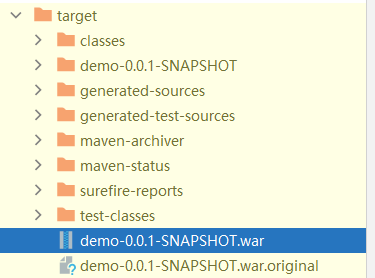 target
classes
demo-0.0.1-SNAPSHOT
generated-sources
generated-test-sources
maven-archiver
maven-status
surefire-reports
test-classes
demo-0.0.1-SNAPSHOT.war
demo-0.0.1-SNAPSHOT.war.original